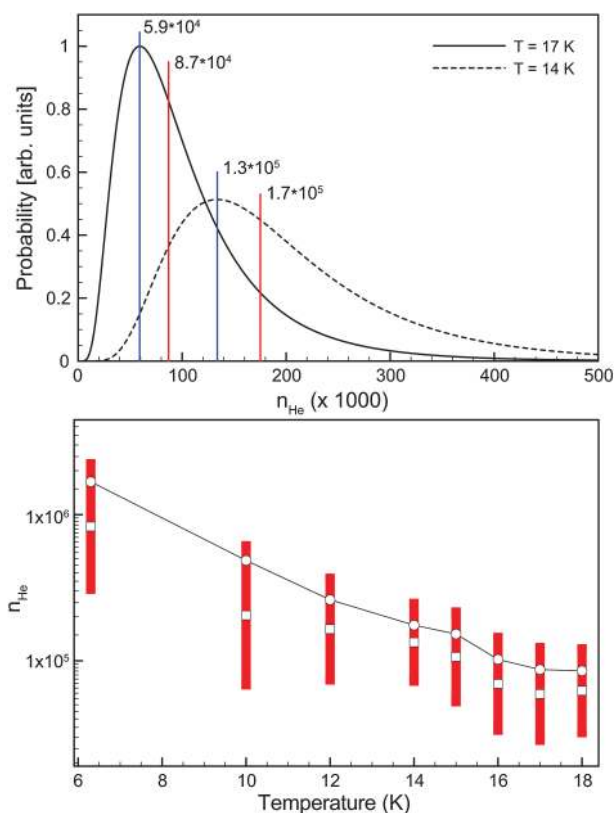 5.9*10⁴
8.7*10⁴
1.3*10⁵
1.7*10⁵
T = 17 K
T = 14 K
Probability [arb. units]
1
0.8
0.6
0.4
0.2
0
0 100 200 300 400 500
n_He (x 1000)
n_He
1x10⁶
1x10⁵
6 8 10 12 14 16 18
Temperature (K)